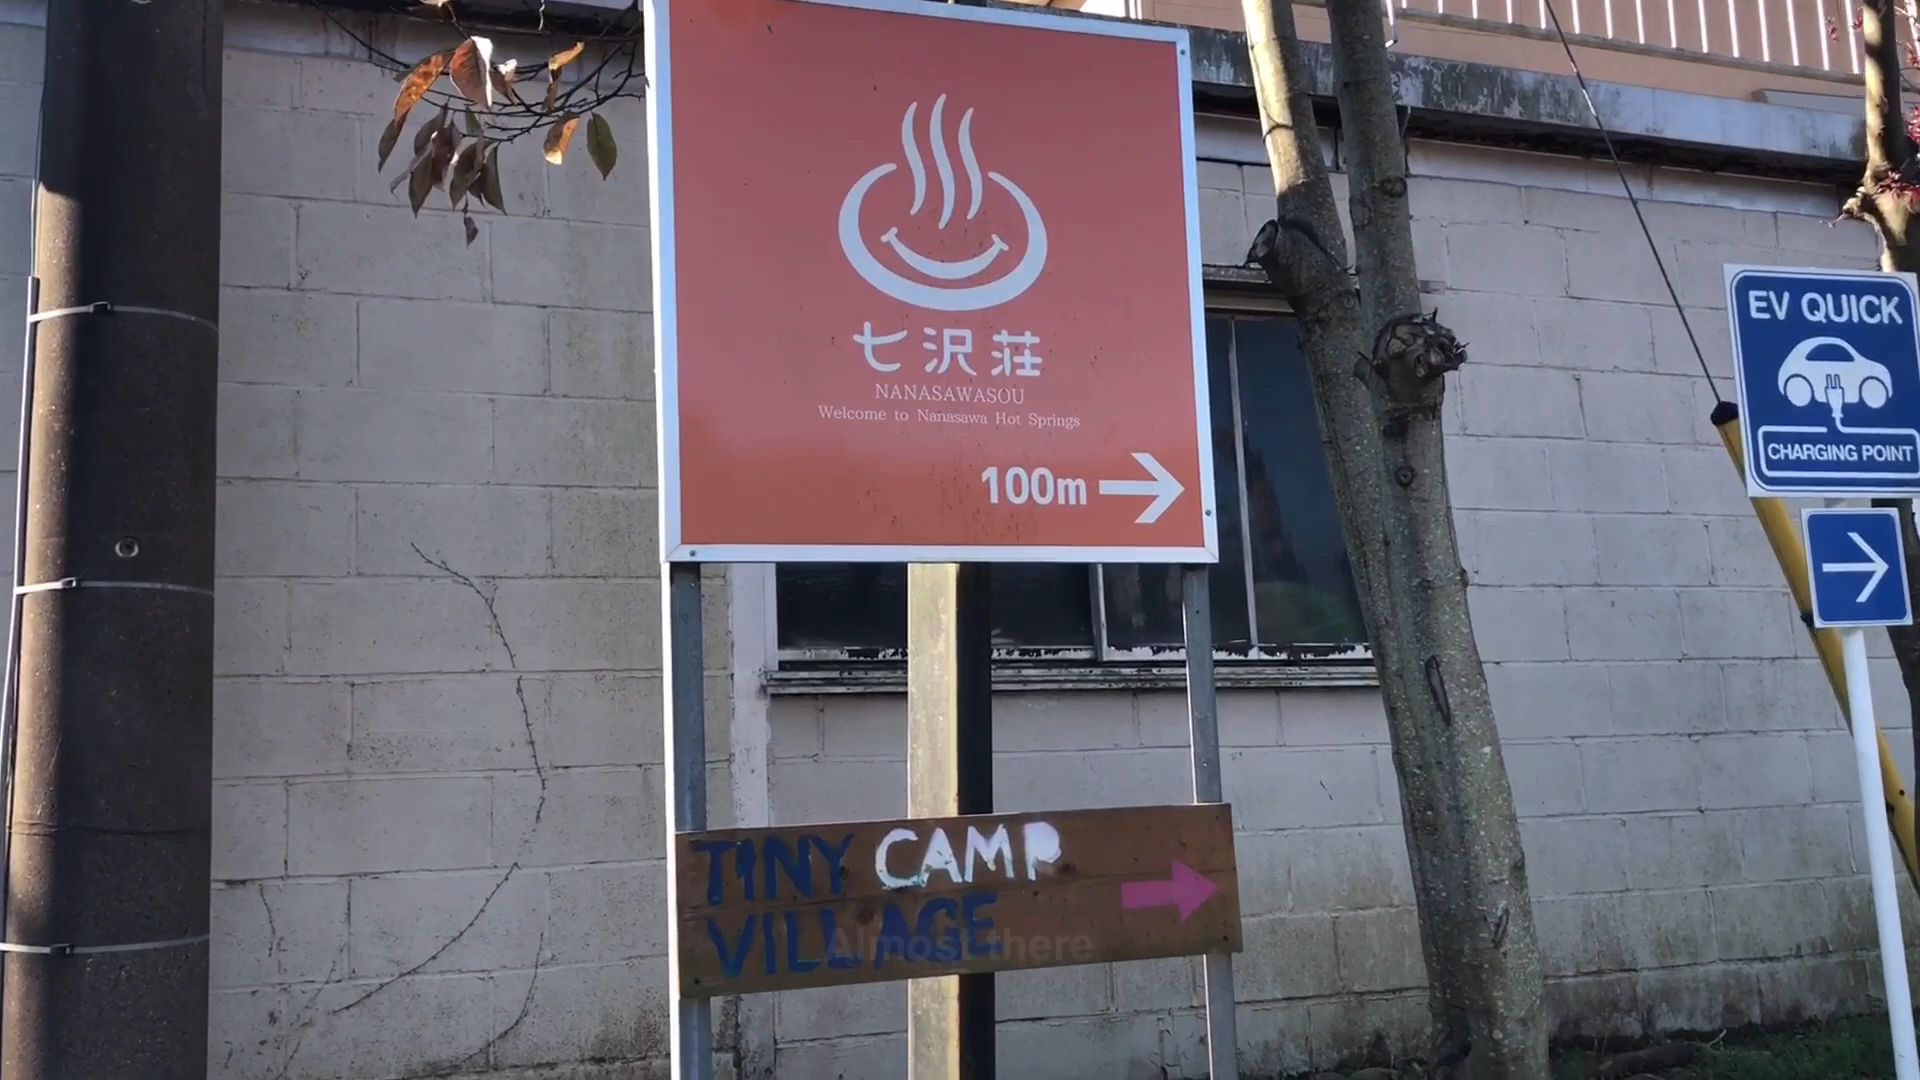 七沢荘
NANASAWASOU
Welcome to Nanasawa Hot Springs
100m
TINY CAMP
VILLAGE
Almost there
EV QUICK
CHARGING POINT